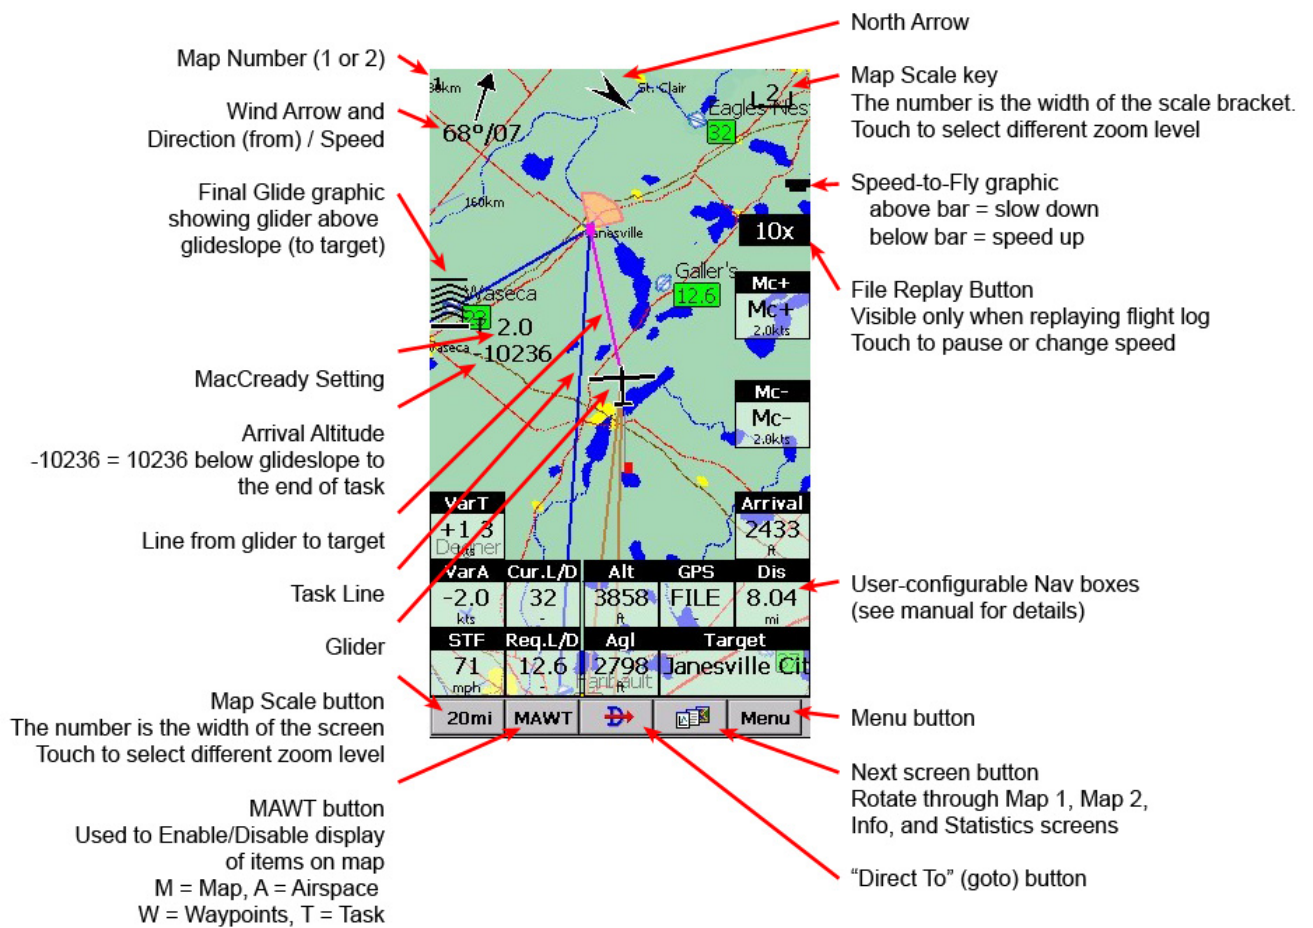 North Arrow
Map Number (1 or 2)
Map Scale key
The number is the width of the scale bracket.
Touch to select different zoom level
Wind Arrow and
Direction (from) / Speed
Final Glide graphic
showing glider above
glideslope (to target)
Speed-to-Fly graphic
above bar = slow down
below bar = speed up
File Replay Button
Visible only when replaying flight log
Touch to pause or change speed
MacCready Setting
Arrival Altitude
-10236 = 10236 below glideslope to
the end of task
Line from glider to target
Task Line
Glider
User-configurable Nav boxes
(see manual for details)
Map Scale button
The number is the width of the screen
Touch to select different zoom level
Menu button
MAWT button
Used to Enable/Disable display
of items on map
M = Map, A = Airspace
W = Waypoints, T = Task
Next screen button
Rotate through Map 1, Map 2,
Info, and Statistics screens
“Direct To” (goto) button
1
St. Clair
2
Eagles Nes
32
68°/07
160km
anesville
10x
Galler's
12.6
Mc+
Mc+
2.0kts
Waseca
2.0
-10236
Mc-
Mc-
2.0kts
VarT
+1.3
kts
Arrival
2433
ft
VarA Cur.L/D Alt GPS Dis
-2.0 32 3858 FILE 8.04
kts - ft - mi
STF Req.L/D Agl Target
71 12.6 2798 Janesville Cit
mph - ft
20mi MAWT D Menu